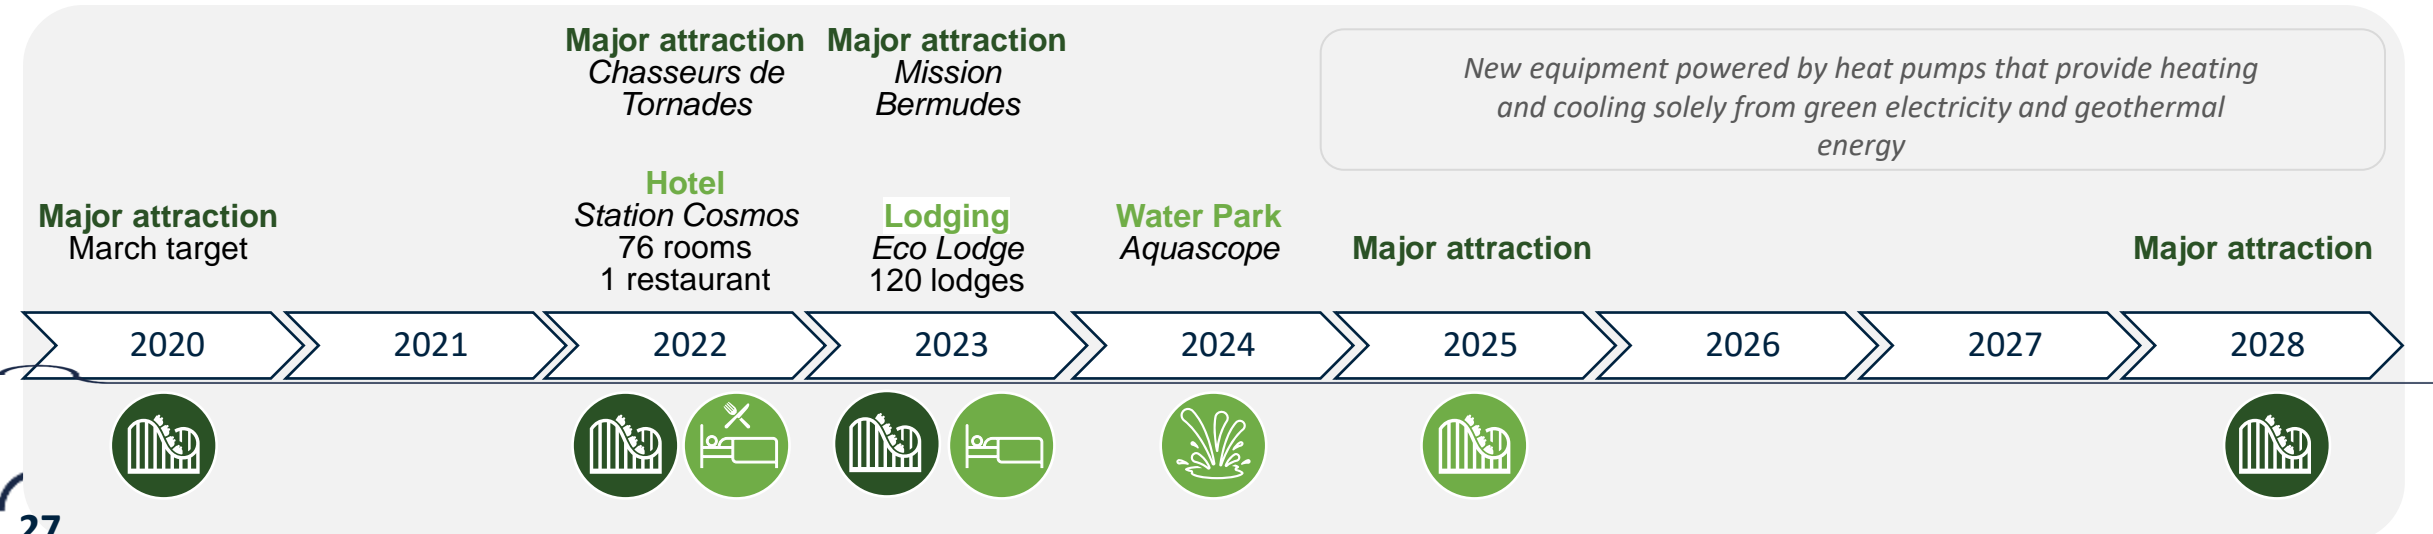 Major attraction
Chasseurs de
Tornades
Major attraction
Mission
Bermudes
New equipment powered by heat pumps that provide heating
and cooling solely from green electricity and geothermal
energy
Major attraction
March target
Hotel
Station Cosmos
76 rooms
1 restaurant
Lodging
Eco Lodge
120 lodges
Water Park
Aquascope
Major attraction
Major attraction
2020
2021
2022
2023
2024
2025
2026
2027
2028
27